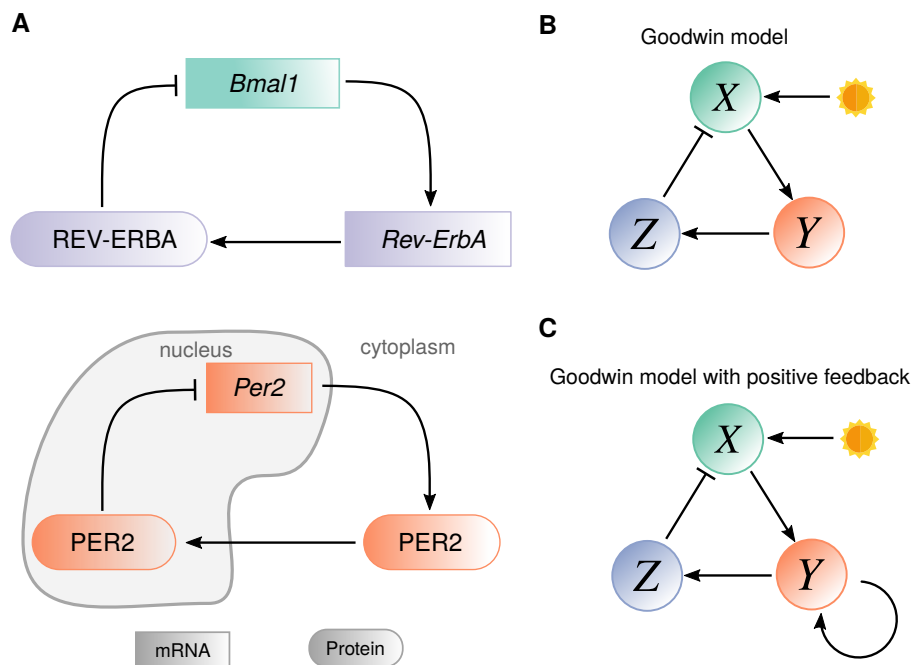 A
Bmal1
REV-ERBA
Rev-ErbA
nucleus
cytoplasm
Per2
PER2
PER2
mRNA
Protein
B
Goodwin model
X
Z
Y
C
Goodwin model with positive feedback
X
Z
Y